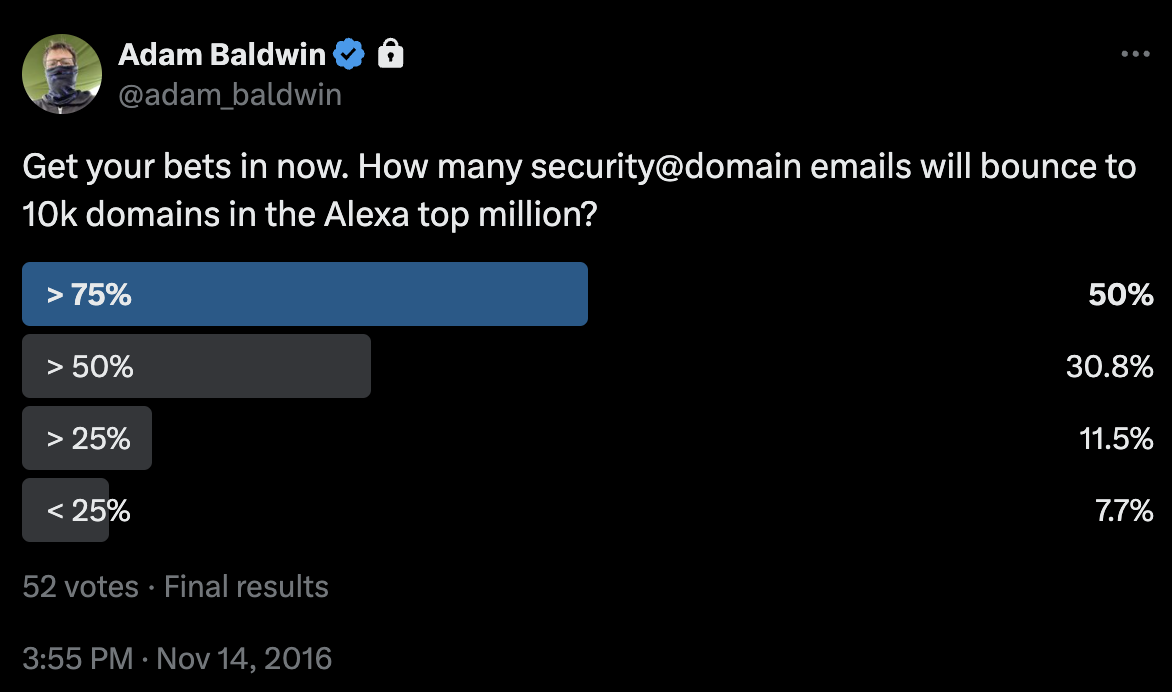 Adam Baldwin
@adam_baldwin
Get your bets in now. How many security@domain emails will bounce to
10k domains in the Alexa top million?
> 75% 50%
> 50% 30.8%
> 25% 11.5%
< 25% 7.7%
52 votes · Final results
3:55 PM · Nov 14, 2016